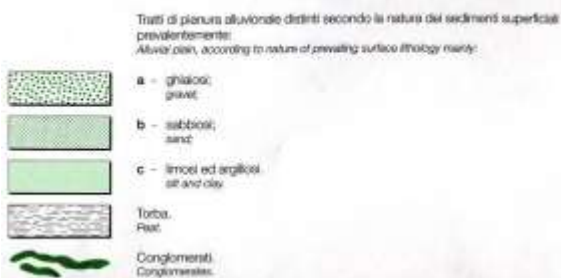 Tratti di pianura alluvionale distinti secondo la natura dei sedimenti superficiali
prevalentemente:
Alluvial plain, according to nature of prevailing surface lithology mainly:
a - ghiaiosi;
gravel;
b - sabbiosi;
sand;
c - limosi ed argillosi.
silt and clay.
Torba.
Peat.
Conglomerati.
Conglomerates.